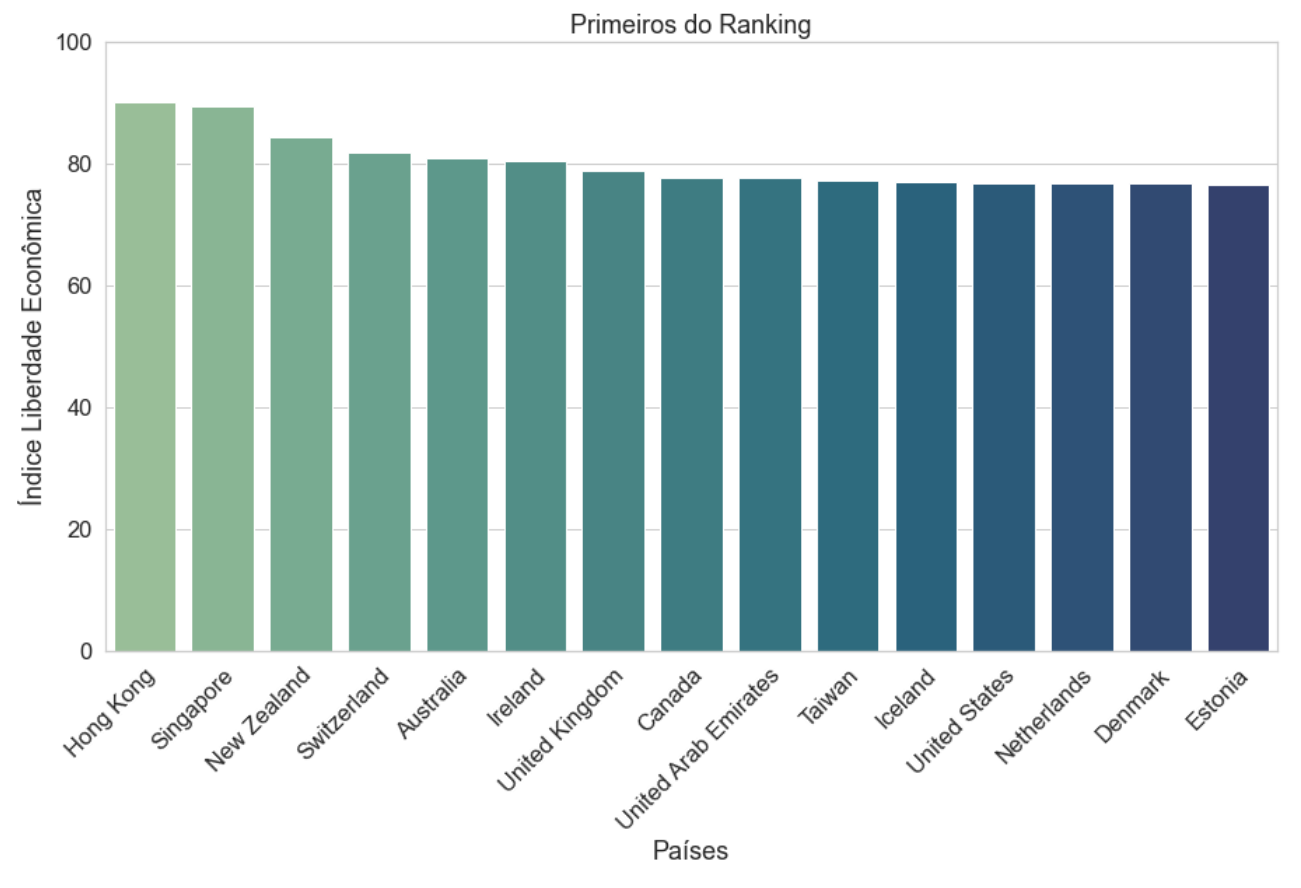 Primeiros do Ranking
Índice Liberdade Econômica
100
80
60
40
20
0
Hong Kong
Singapore
New Zealand
Switzerland
Australia
Ireland
United Kingdom
Canada
United Arab Emirates
Taiwan
Iceland
United States
Netherlands
Denmark
Estonia
Países